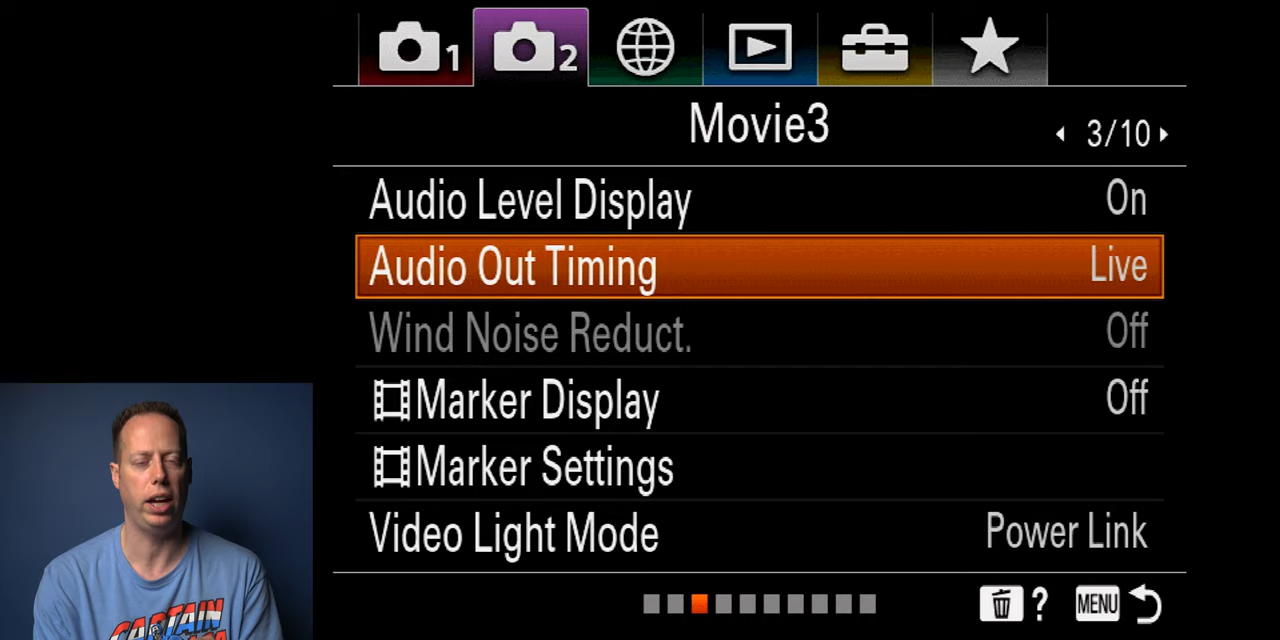 1
2
Movie3
3/10
Audio Level Display On
Audio Out Timing Live
Wind Noise Reduct. Off
Marker Display Off
Marker Settings
Video Light Mode Power Link
? MENU
CAPTAIN